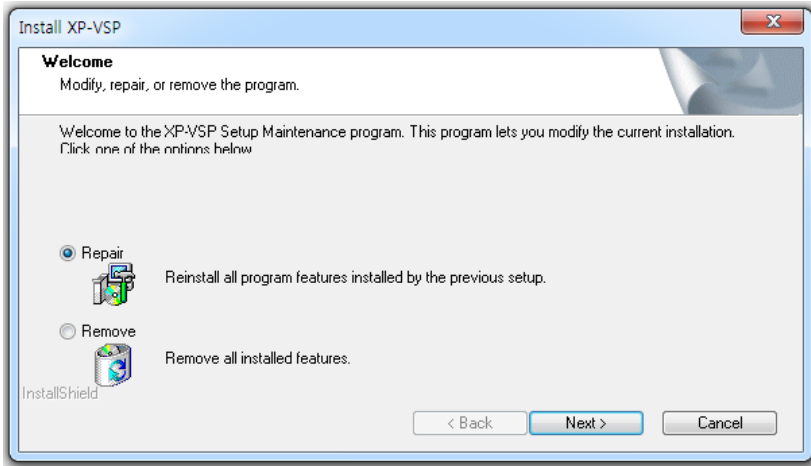 Install XP-VSP
Welcome
Modify, repair, or remove the program.
Welcome to the XP-VSP Setup Maintenance program. This program lets you modify the current installation.
Click one of the options below
Repair
Reinstall all program features installed by the previous setup.
Remove
Remove all installed features.
InstallShield
< Back
Next >
Cancel